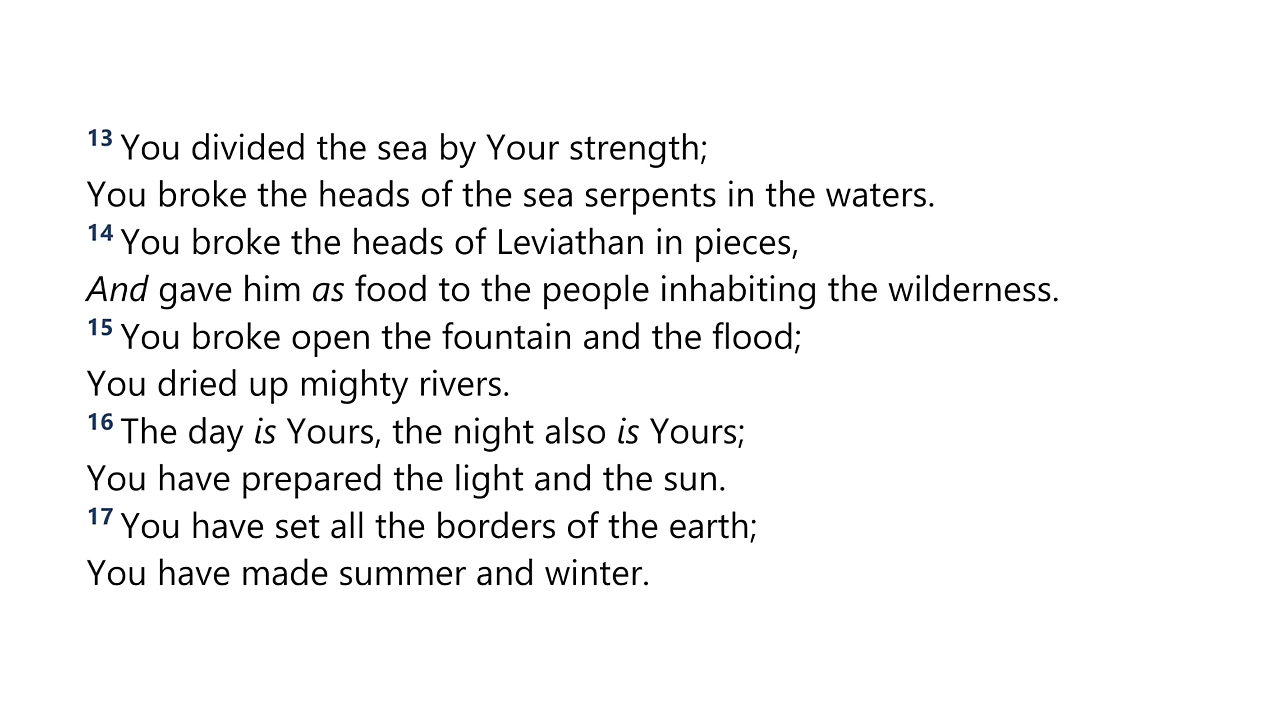 13 You divided the sea by Your strength;
You broke the heads of the sea serpents in the waters.
14 You broke the heads of Leviathan in pieces,
And gave him as food to the people inhabiting the wilderness.
15 You broke open the fountain and the flood;
You dried up mighty rivers.
16 The day is Yours, the night also is Yours;
You have prepared the light and the sun.
17 You have set all the borders of the earth;
You have made summer and winter.